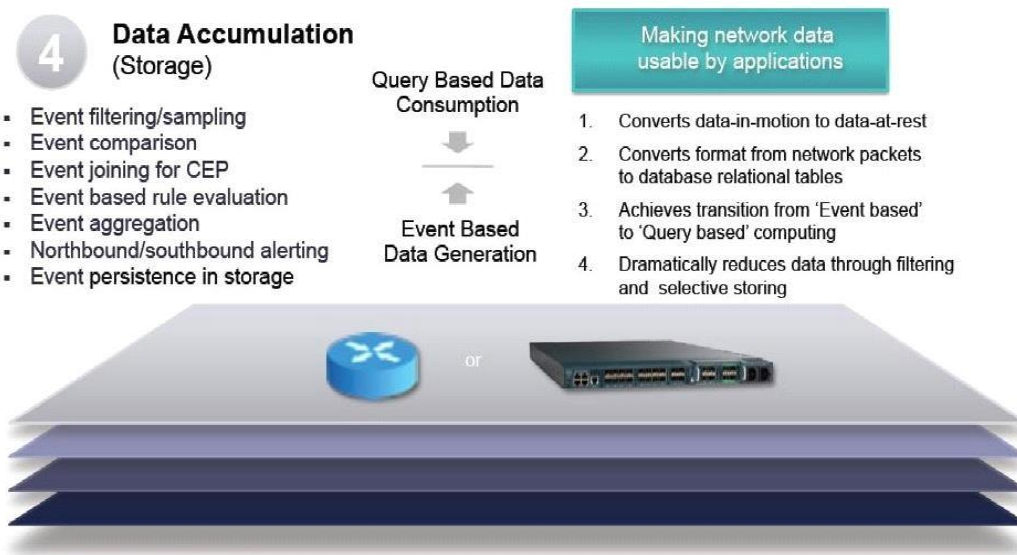 4
Data Accumulation
(Storage)
▪ Event filtering/sampling
▪ Event comparison
▪ Event joining for CEP
▪ Event based rule evaluation
▪ Event aggregation
▪ Northbound/southbound alerting
▪ Event persistence in storage
Query Based Data
Consumption
Event Based
Data Generation
Making network data
usable by applications
1. Converts data-in-motion to data-at-rest
2. Converts format from network packets
to database relational tables
3. Achieves transition from ‘Event based’
to ‘Query based’ computing
4. Dramatically reduces data through filtering
and selective storing
or